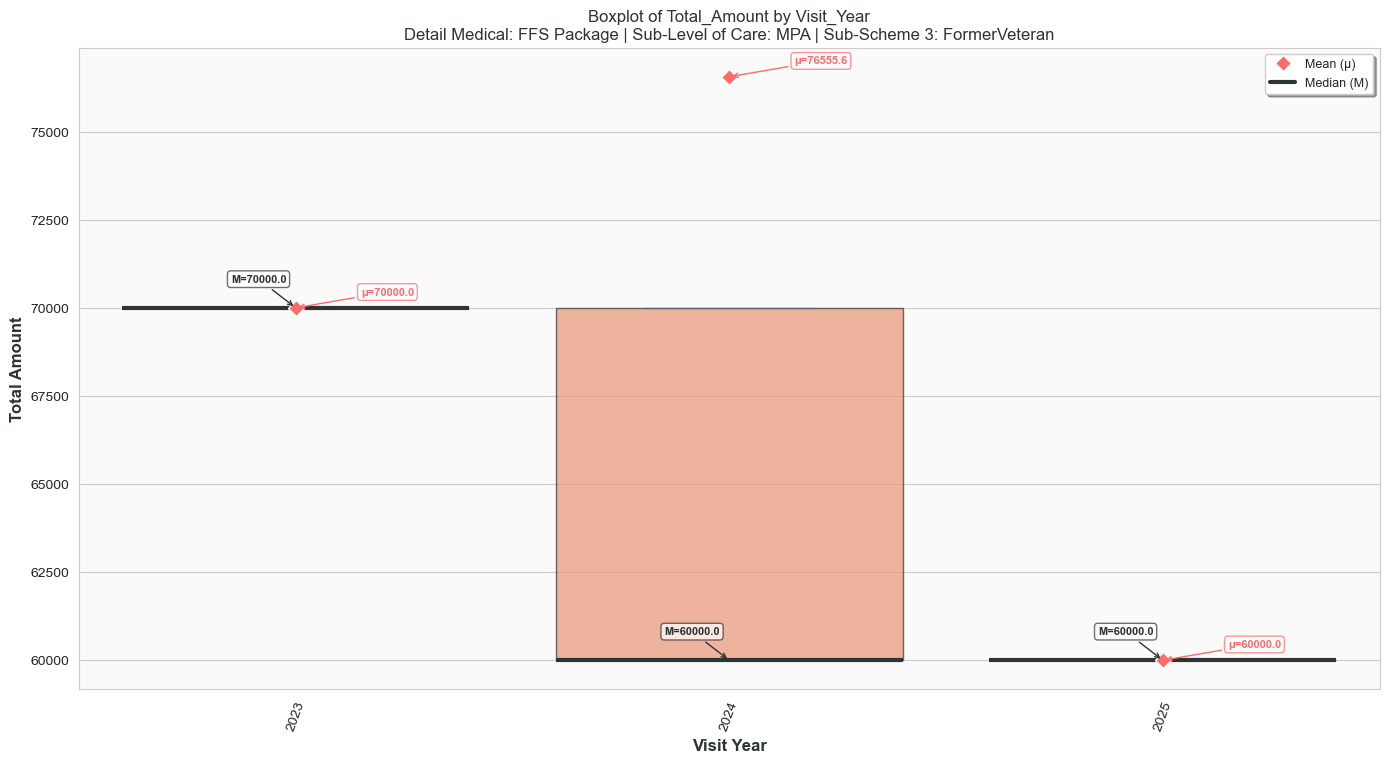 Boxplot of Total_Amount by Visit_Year
Detail Medical: FFS Package | Sub-Level of Care: MPA | Sub-Scheme 3: FormerVeteran
μ=76555.6
Mean (μ)
Median (M)
75000
72500
M=70000.0
μ=70000.0
70000
Total Amount
67500
65000
62500
M=60000.0
M=60000.0
μ=60000.0
60000
2023
2024
2025
Visit Year